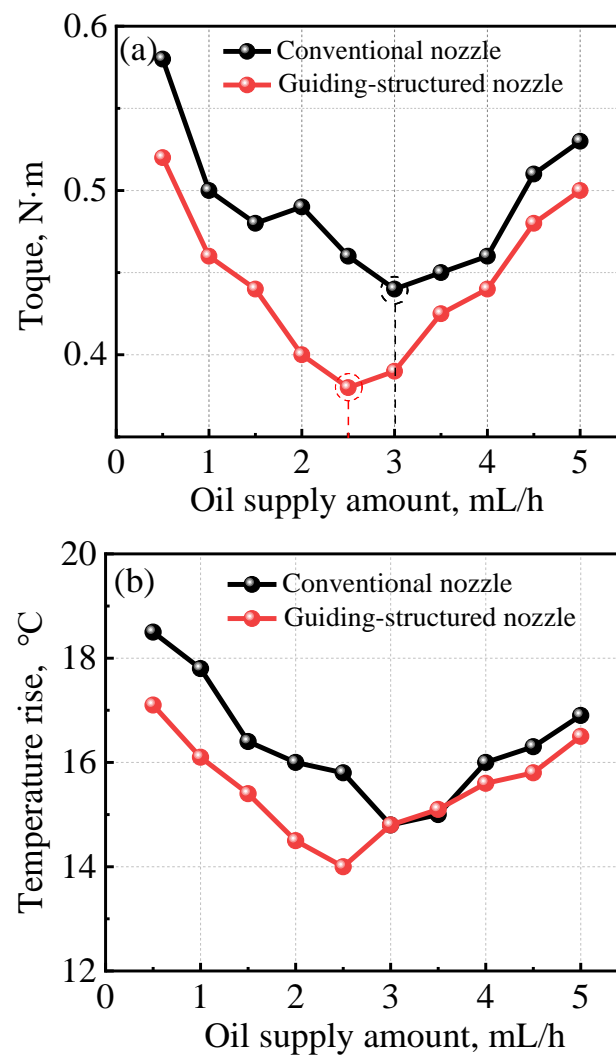 (a)
Conventional nozzle
Guiding-structured nozzle
0.6
0.5
0.4
Toque, N·m
0 1 2 3 4 5
Oil supply amount, mL/h
(b)
Conventional nozzle
Guiding-structured nozzle
20
18
16
14
12
Temperature rise, °C
0 1 2 3 4 5
Oil supply amount, mL/h